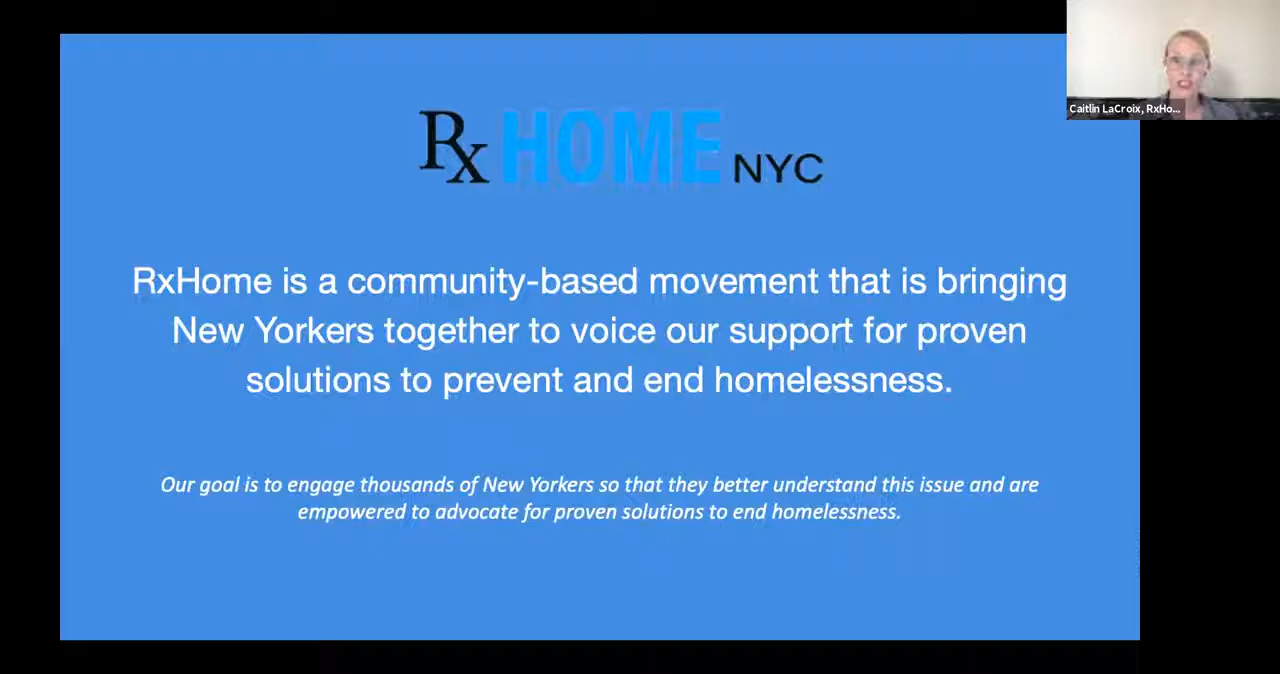 Caitlin LaCroix, RxHo...
Rx HOME NYC
RxHome is a community-based movement that is bringing
New Yorkers together to voice our support for proven
solutions to prevent and end homelessness.
Our goal is to engage thousands of New Yorkers so that they better understand this issue and are
empowered to advocate for proven solutions to end homelessness.